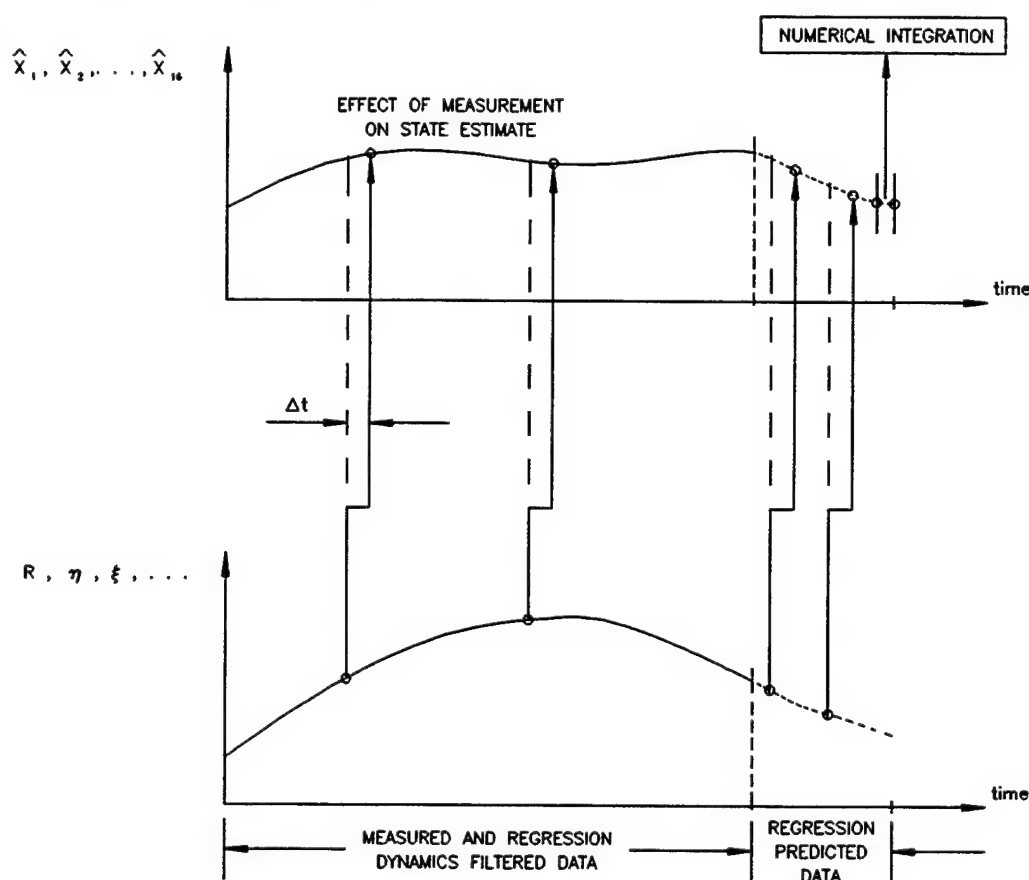 NUMERICAL INTEGRATION
X̂₁, X̂₂, . . . , X̂₁₆
EFFECT OF MEASUREMENT
ON STATE ESTIMATE
time
Δt
R , η , ξ , . . .
time
MEASURED AND REGRESSION
DYNAMICS FILTERED DATA
REGRESSION
PREDICTED
DATA